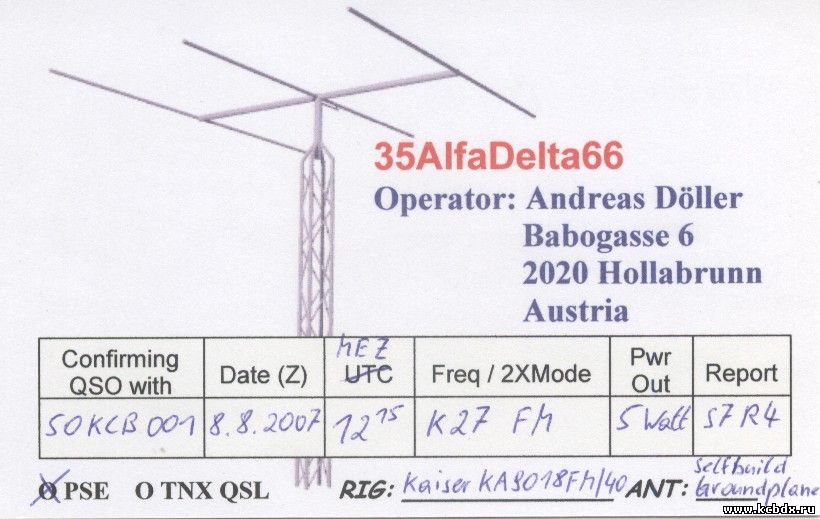 35AlfaDelta66
Operator: Andreas Döller
Babogasse 6
2020 Hollabrunn
Austria
Confirming QSO with
Date (Z)
MEZ
UTC
Freq / 2XMode
Pwr Out
Report
50KCB001
8.8.2007
12 15
K27 FM
5 Watt
S7 R4
O PSE O TNX QSL
RIG: Kaiser KA9018FM/40
ANT: selfbuild Groundplane
www.kcbdx.ru